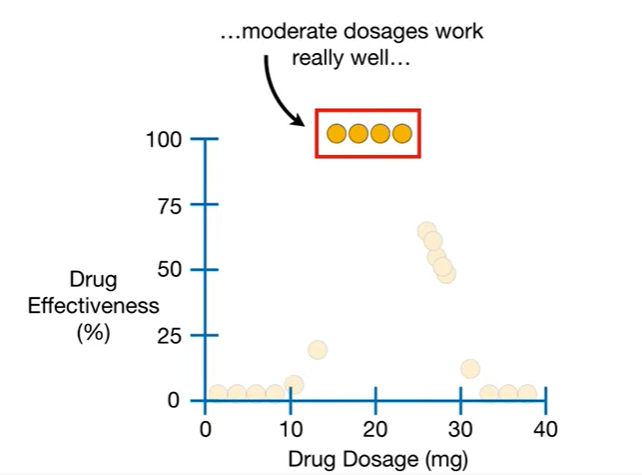 ...moderate dosages work
really well...
100
75
50
25
0
Drug
Effectiveness
(%)
0 10 20 30 40
Drug Dosage (mg)